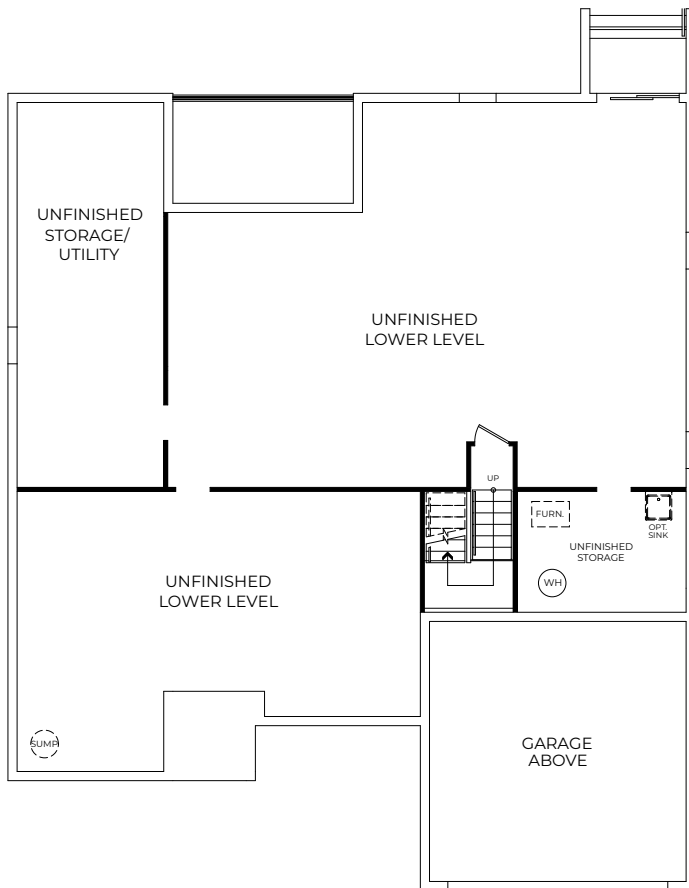 UNFINISHED
STORAGE/
UTILITY
UNFINISHED
LOWER LEVEL
UP
FURN.
OPT.
SINK
UNFINISHED
STORAGE
WH
UNFINISHED
LOWER LEVEL
SUMP
GARAGE
ABOVE